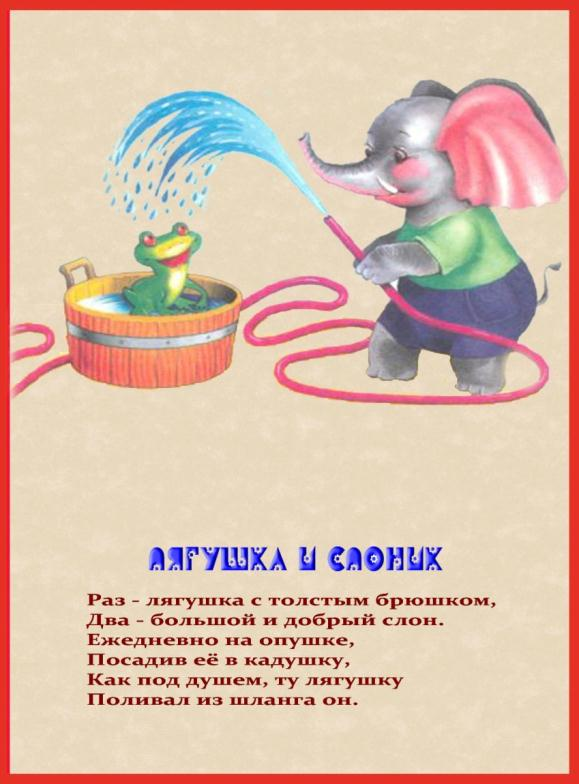 ЛЯГУШКА И СЛОНИК
Раз - лягушка с толстым брюшком,
Два - большой и добрый слон.
Ежедневно на опушке,
Посадив её в кадушку,
Как под душем, ту лягушку
Поливал из шланга он.